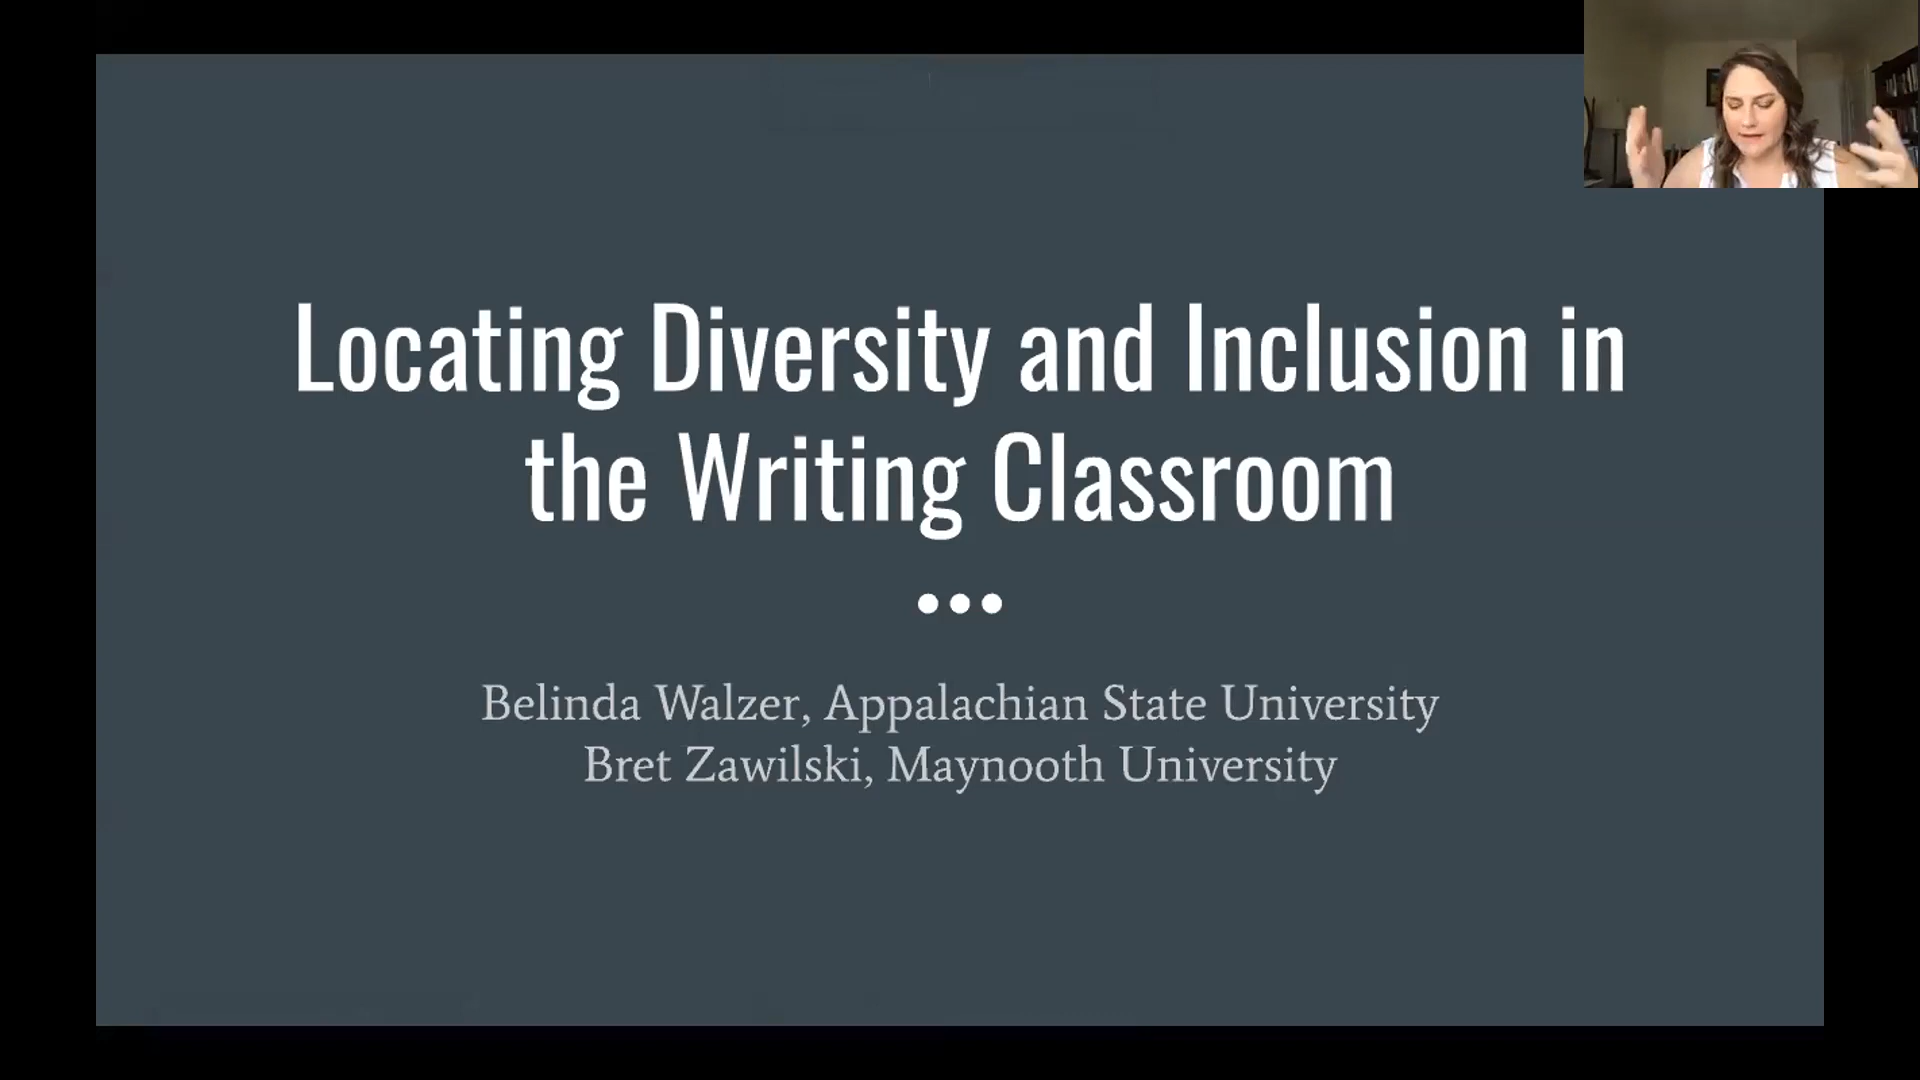 Locating Diversity and Inclusion in
the Writing Classroom
Belinda Walzer, Appalachian State University
Bret Zawilski, Maynooth University